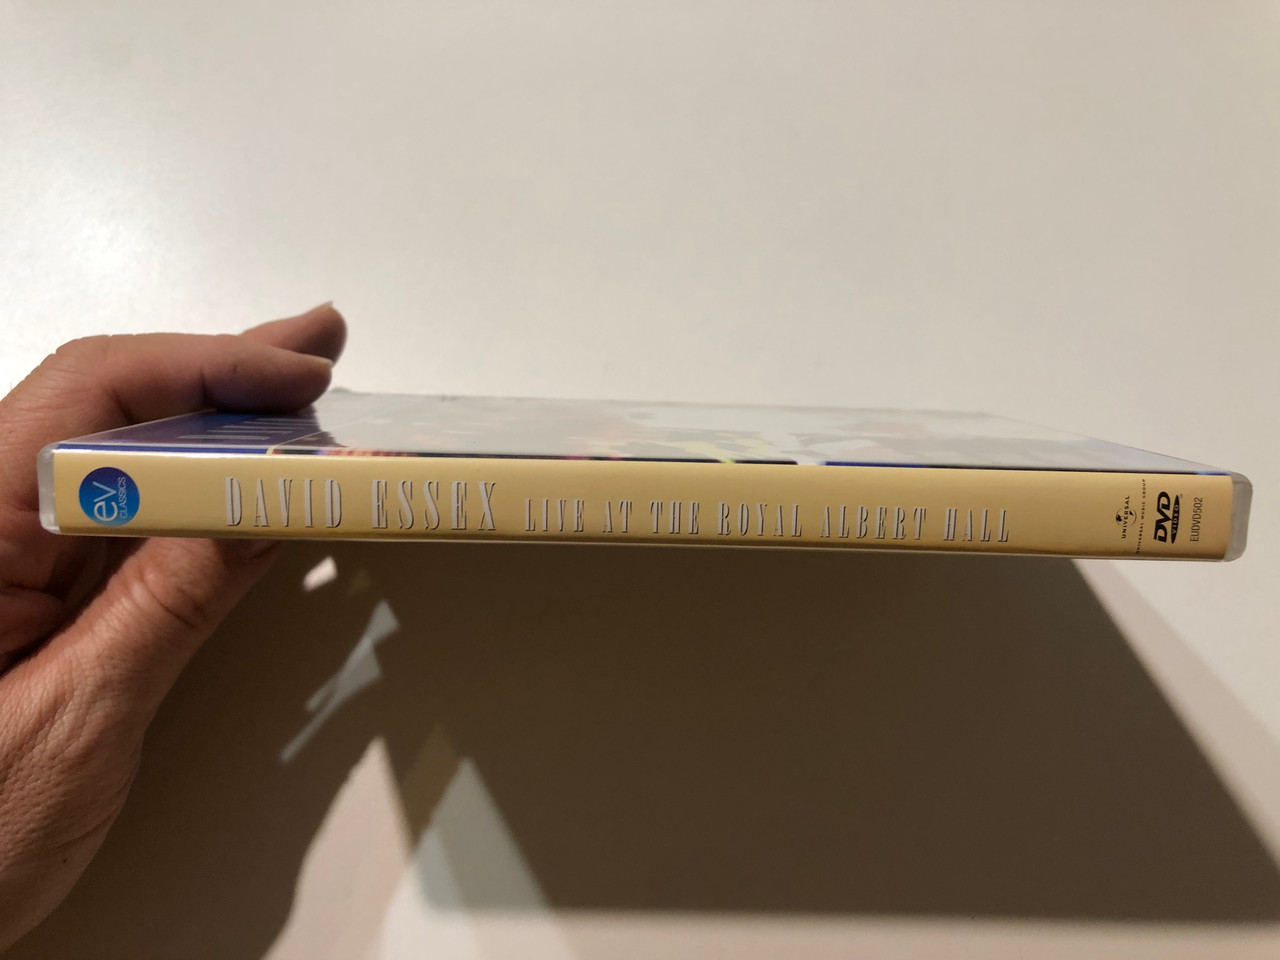 ev
CLASSICS
DAVID ESSEX LIVE AT THE ROYAL ALBERT HALL
UNIVERSAL
UNIVERSAL MUSIC GROUP
DVD
VIDEO
EUDVD502